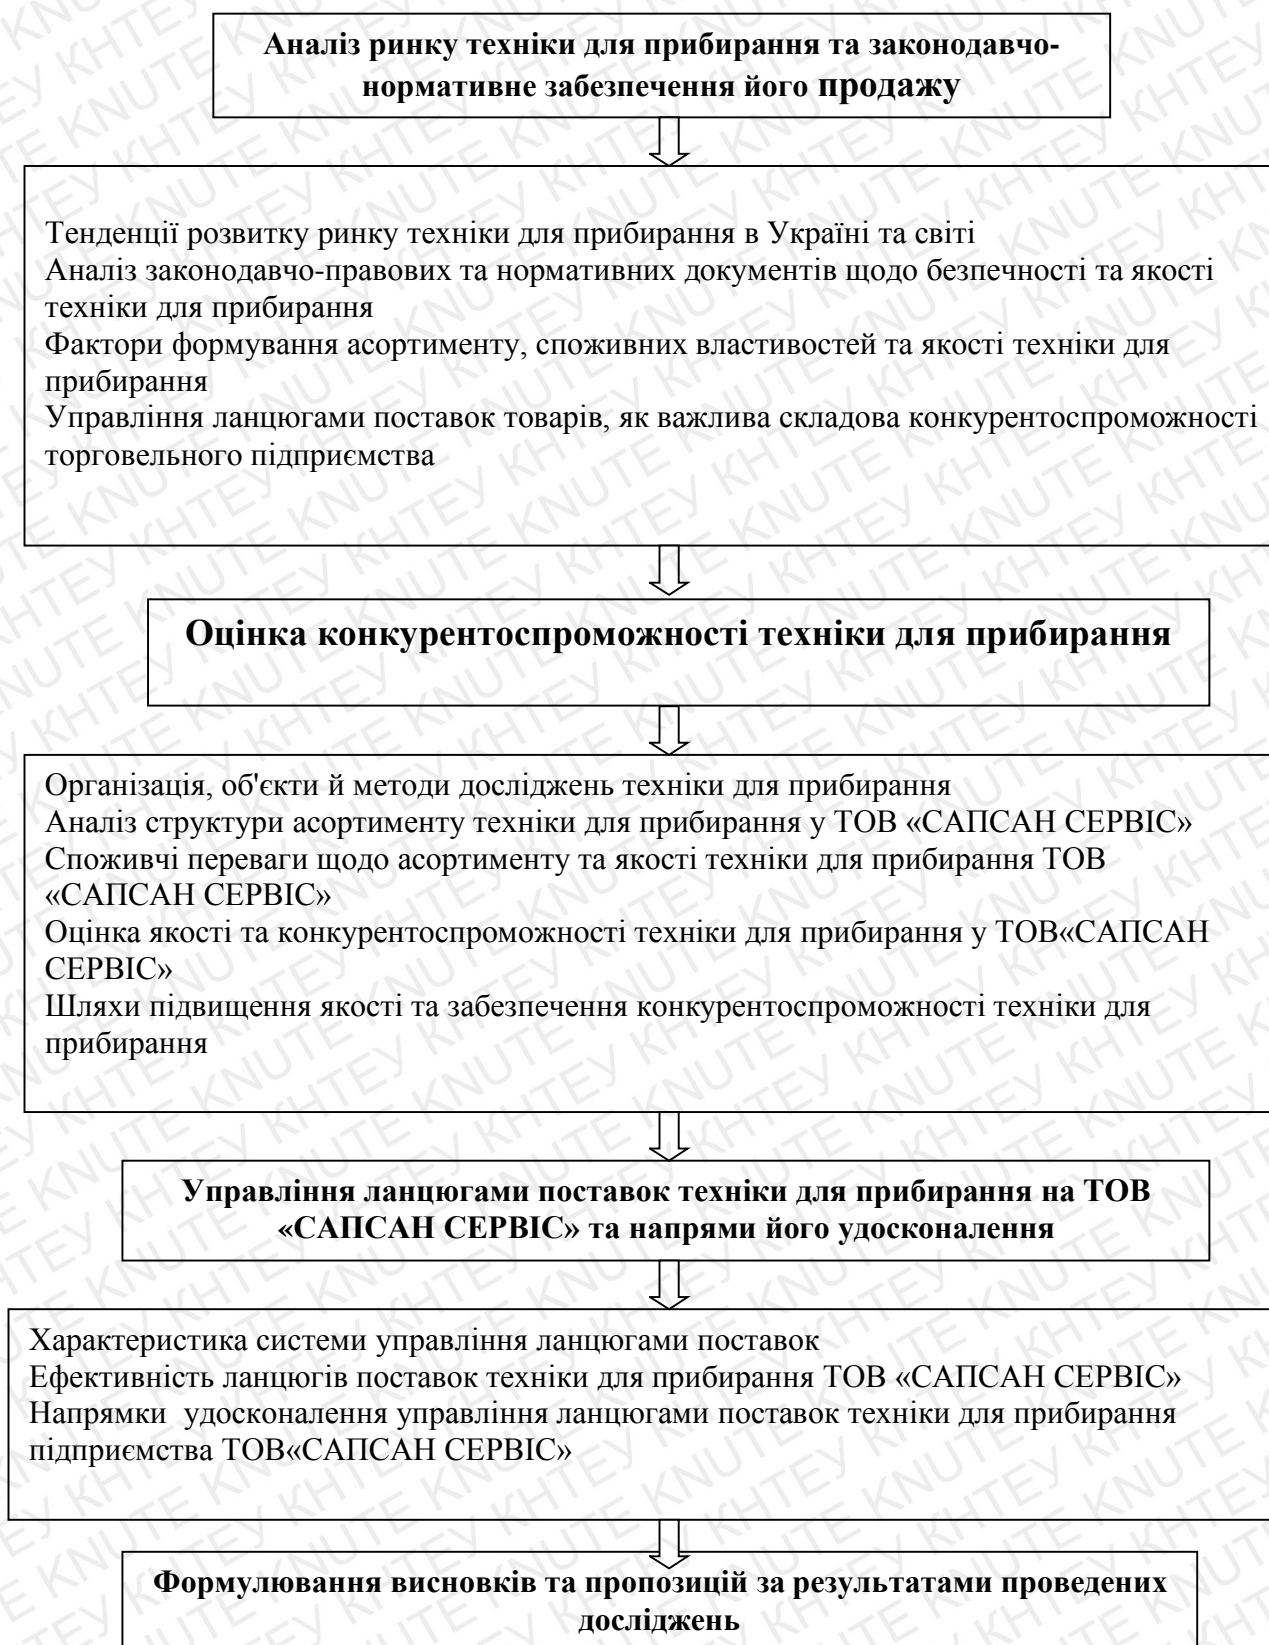 Аналіз ринку техніки для прибирання та законодавчо-
нормативне забезпечення його продажу
Тенденції розвитку ринку техніки для прибирання в Україні та світі
Аналіз законодавчо-правових та нормативних документів щодо безпечності та якості
техніки для прибирання
Фактори формування асортименту, споживних властивостей та якості техніки для
прибирання
Управління ланцюгами поставок товарів, як важлива складова конкурентоспроможності
торговельного підприємства
Оцінка конкурентоспроможності техніки для прибирання
Організація, об'єкти й методи досліджень техніки для прибирання
Аналіз структури асортименту техніки для прибирання у ТОВ «САПСАН СЕРВІС»
Споживчі переваги щодо асортименту та якості техніки для прибирання ТОВ
«САПСАН СЕРВІС»
Оцінка якості та конкурентоспроможності техніки для прибирання у ТОВ«САПСАН
СЕРВІС»
Шляхи підвищення якості та забезпечення конкурентоспроможності техніки для
прибирання
Управління ланцюгами поставок техніки для прибирання на ТОВ
«САПСАН СЕРВІС» та напрями його удосконалення
Характеристика системи управління ланцюгами поставок
Ефективність ланцюгів поставок техніки для прибирання ТОВ «САПСАН СЕРВІС»
Напрямки  удосконалення управління ланцюгами поставок техніки для прибирання
підприємства ТОВ«САПСАН СЕРВІС»
Формулювання висновків та пропозицій за результатами проведених
досліджень